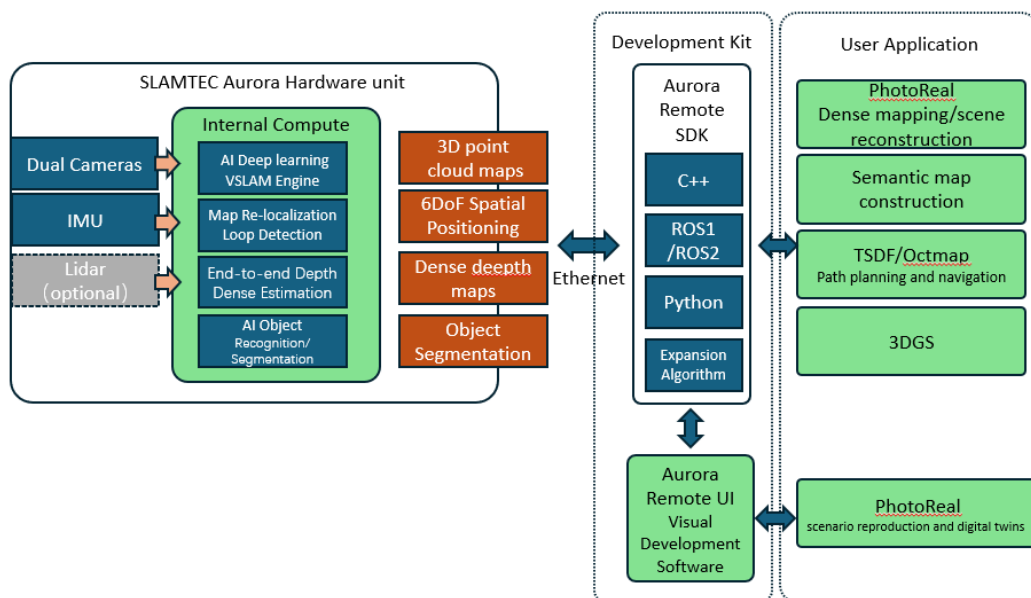 SLAMTEC Aurora Hardware unit
Dual Cameras
IMU
Lidar
（optional）
Internal Compute
AI Deep learning
VSLAM Engine
Map Re-localization
Loop Detection
End-to-end Depth
Dense Estimation
AI Object
Recognition/
Segmentation
3D point
cloud maps
6DoF Spatial
Positioning
Dense deepth
maps
Object
Segmentation
Ethernet
Development Kit
Aurora
Remote
SDK
C++
ROS1
/ROS2
Python
Expansion
Algorithm
Aurora
Remote UI
Visual
Development
Software
User Application
PhotoReal
Dense mapping/scene
reconstruction
Semantic map
construction
TSDF/Octmap
Path planning and navigation
3DGS
PhotoReal
scenario reproduction and digital twins